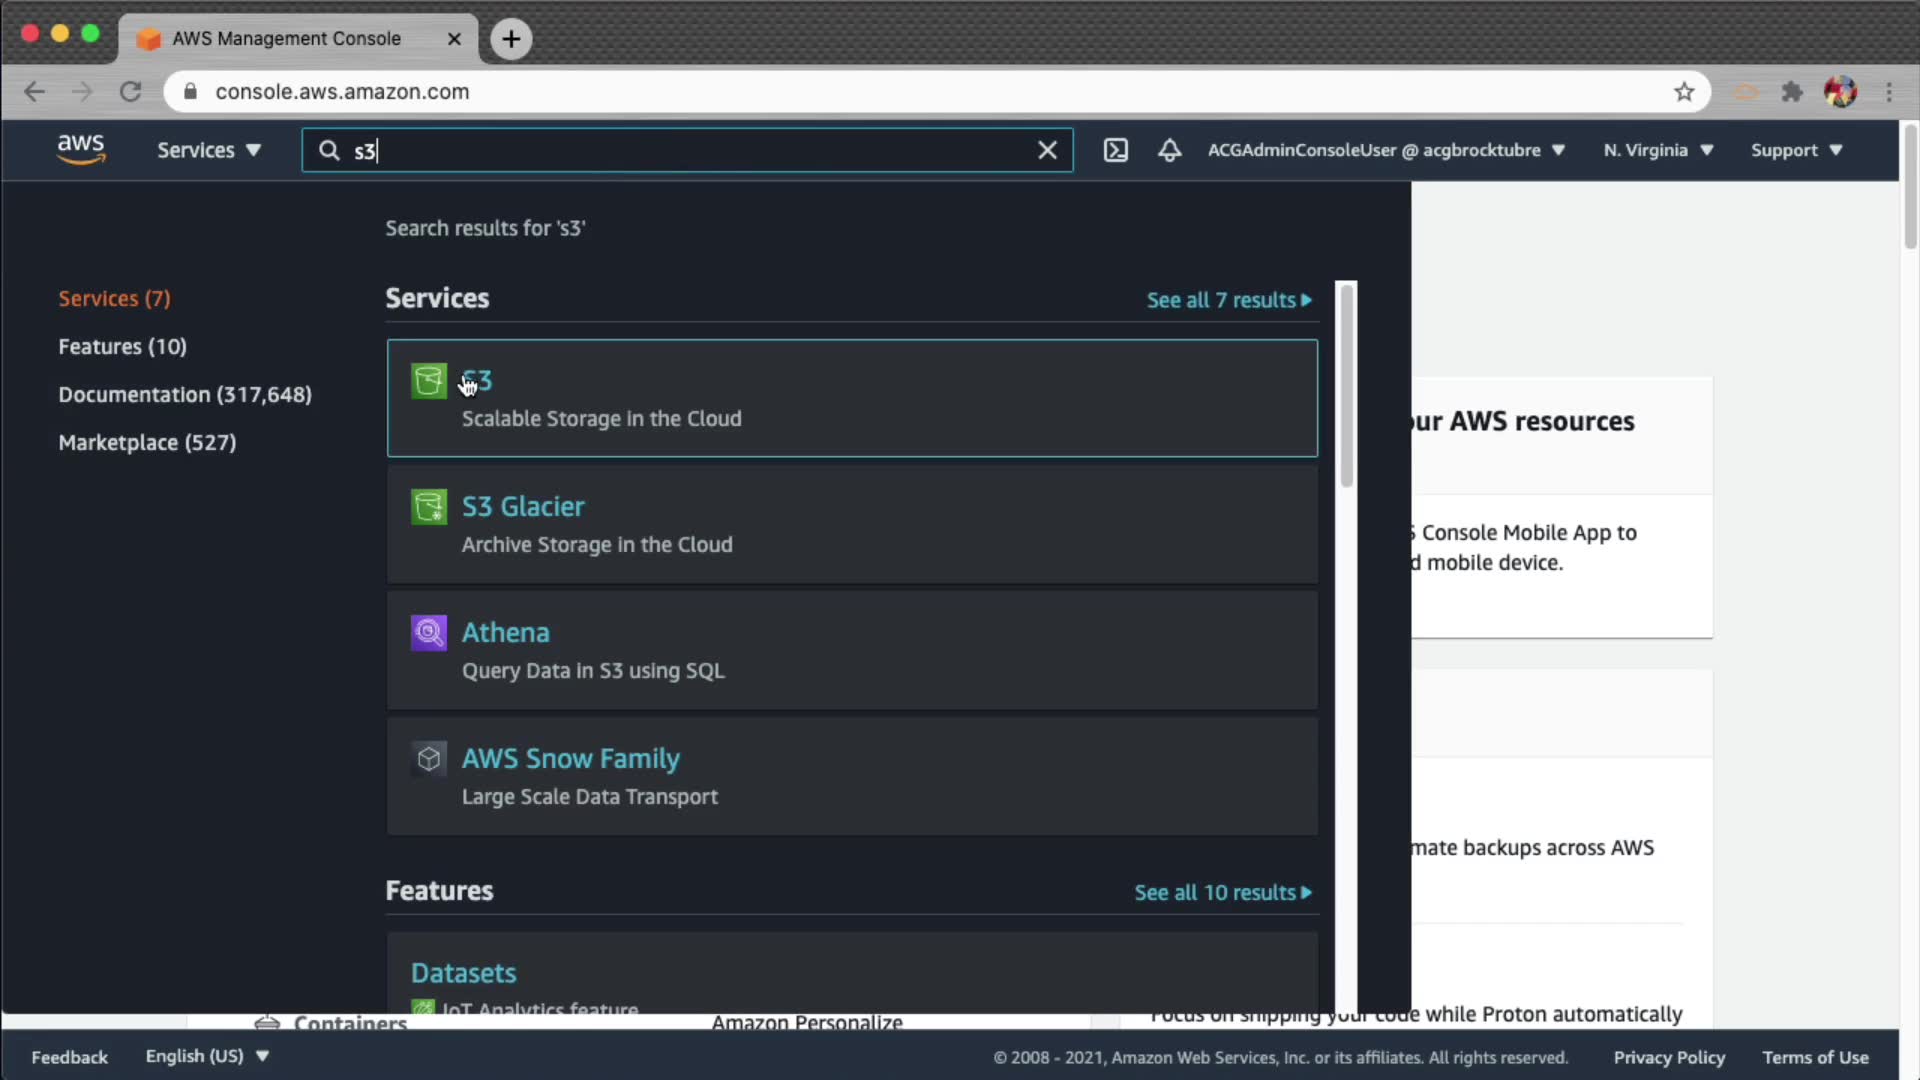 AWS Management Console
console.aws.amazon.com
aws
Services
s3
ACGAdminConsoleUser @ acgbrocktubre
N. Virginia
Support
Search results for 's3'
Services (7)
Features (10)
Documentation (317,648)
Marketplace (527)
Services
See all 7 results
S3
Scalable Storage in the Cloud
S3 Glacier
Archive Storage in the Cloud
Athena
Query Data in S3 using SQL
AWS Snow Family
Large Scale Data Transport
Features
See all 10 results
Datasets
IoT Analytics feature
AWS resources
Console Mobile App to
mobile device.
backups across AWS
Focus on shipping your code while Proton automatically
Containers
Amazon Personalize
Feedback
English (US)
© 2008 - 2021, Amazon Web Services, Inc. or its affiliates. All rights reserved.
Privacy Policy
Terms of Use